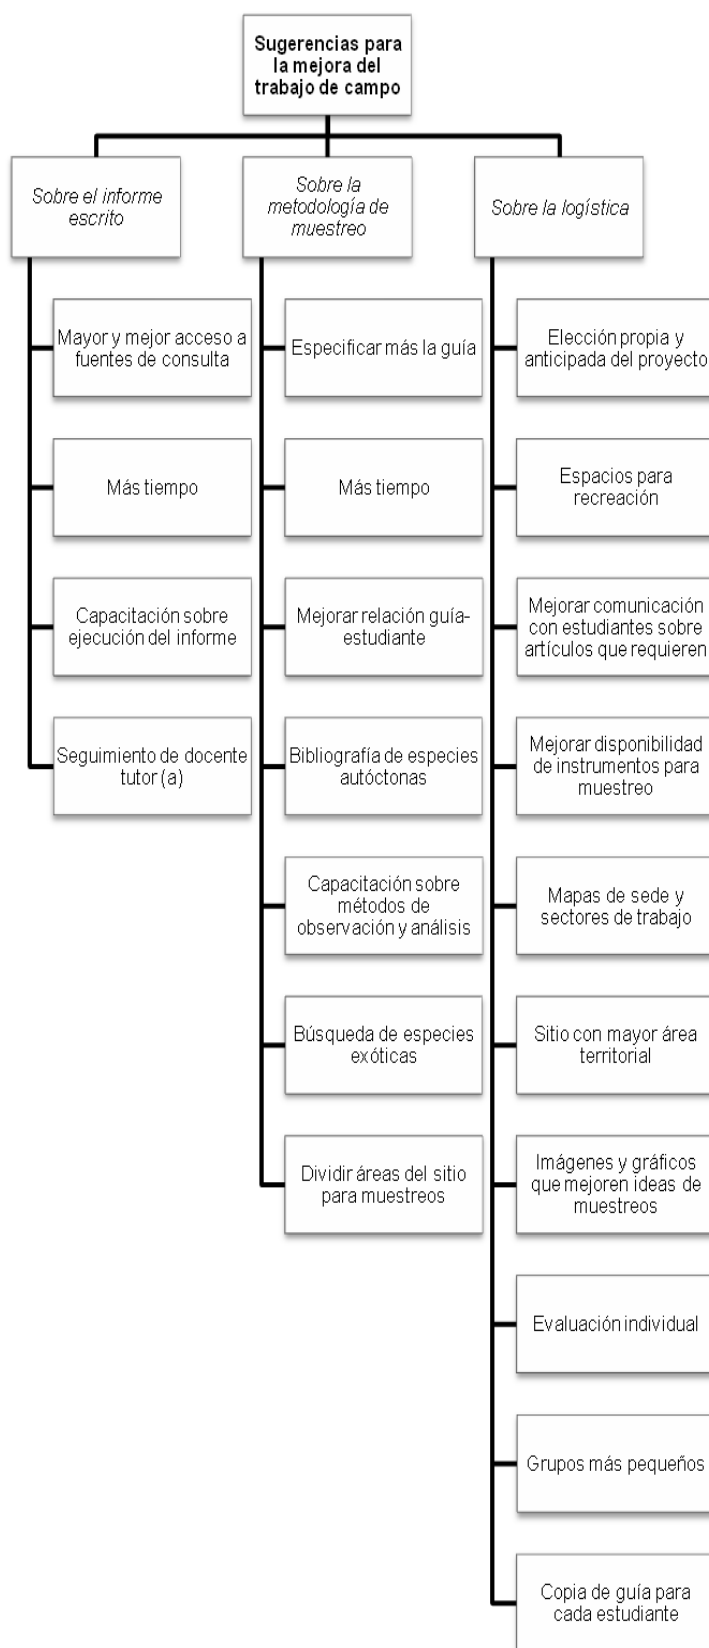 Sugerencias para
la mejora del
trabajo de campo
Sobre el informe
escrito
Sobre la
metodología de
muestreo
Sobre la logística
Mayor y mejor acceso a
fuentes de consulta
Más tiempo
Capacitación sobre
ejecución del informe
Seguimiento de docente
tutor (a)
Especificar más la guía
Más tiempo
Mejorar relación guía-
estudiante
Bibliografía de especies
autóctonas
Capacitación sobre
métodos de
observación y análisis
Búsqueda de especies
exóticas
Dividir áreas del sitio
para muestreos
Elección propia y
anticipada del proyecto
Espacios para
recreación
Mejorar comunicación
con estudiantes sobre
artículos que requieren
Mejorar disponibilidad
de instrumentos para
muestreo
Mapas de sede y
sectores de trabajo
Sitio con mayor área
territorial
Imágenes y gráficos
que mejoren ideas de
muestreos
Evaluación individual
Grupos más pequeños
Copia de guía para
cada estudiante